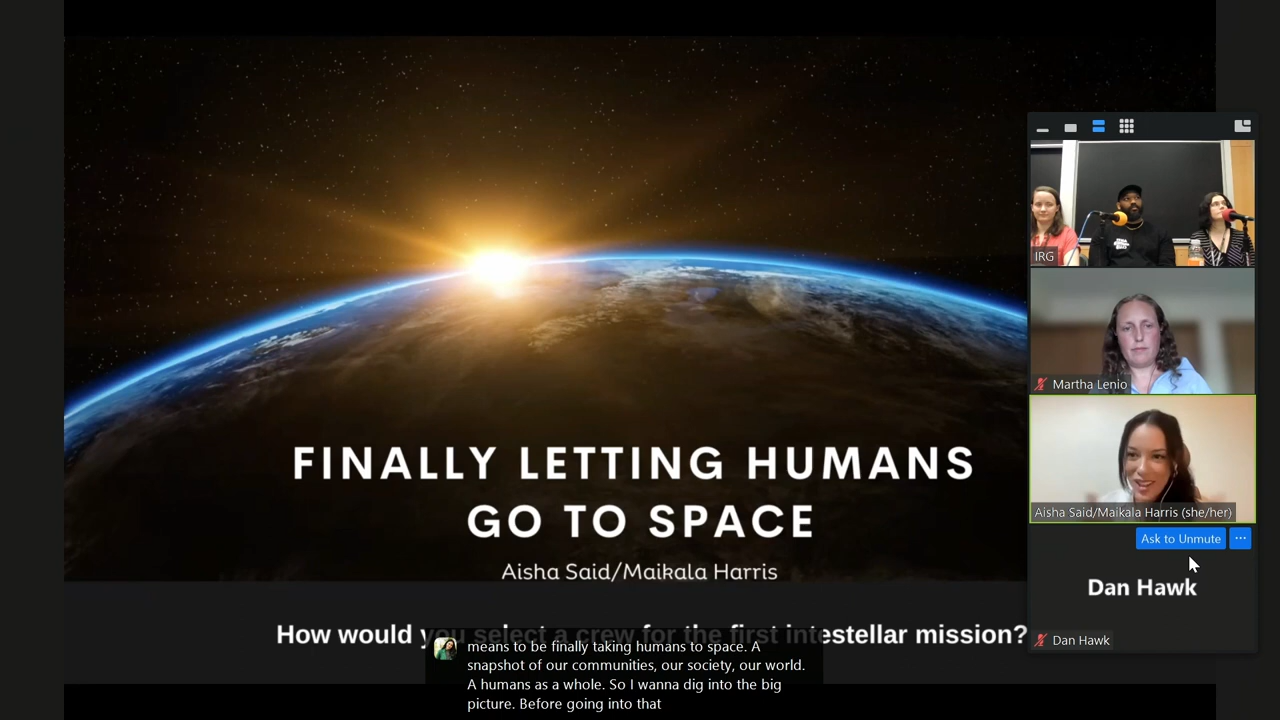 FINALLY LETTING HUMANS
GO TO SPACE
Aisha Said/Maikala Harris
How would you select a crew for the first intestellar mission?
means to be finally taking humans to space. A
snapshot of our communities, our society, our world.
A humans as a whole. So I wanna dig into the big
picture. Before going into that
IRG
Martha Lenio
Aisha Said/Maikala Harris (she/her)
Ask to Unmute
Dan Hawk
Dan Hawk